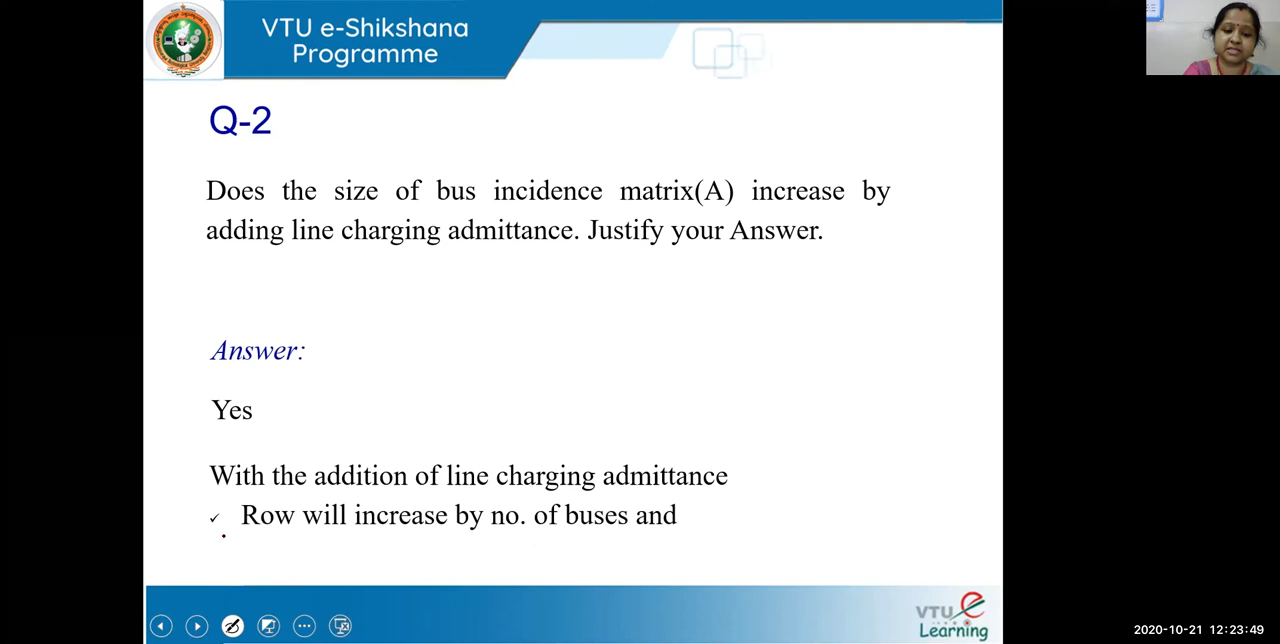 VTU e-Shikshana
Programme
Q-2
Does the size of bus incidence matrix(A) increase by
adding line charging admittance. Justify your Answer.
Answer:
Yes
With the addition of line charging admittance
✓ Row will increase by no. of buses and
VTU
Learning
2020-10-21 12:23:49